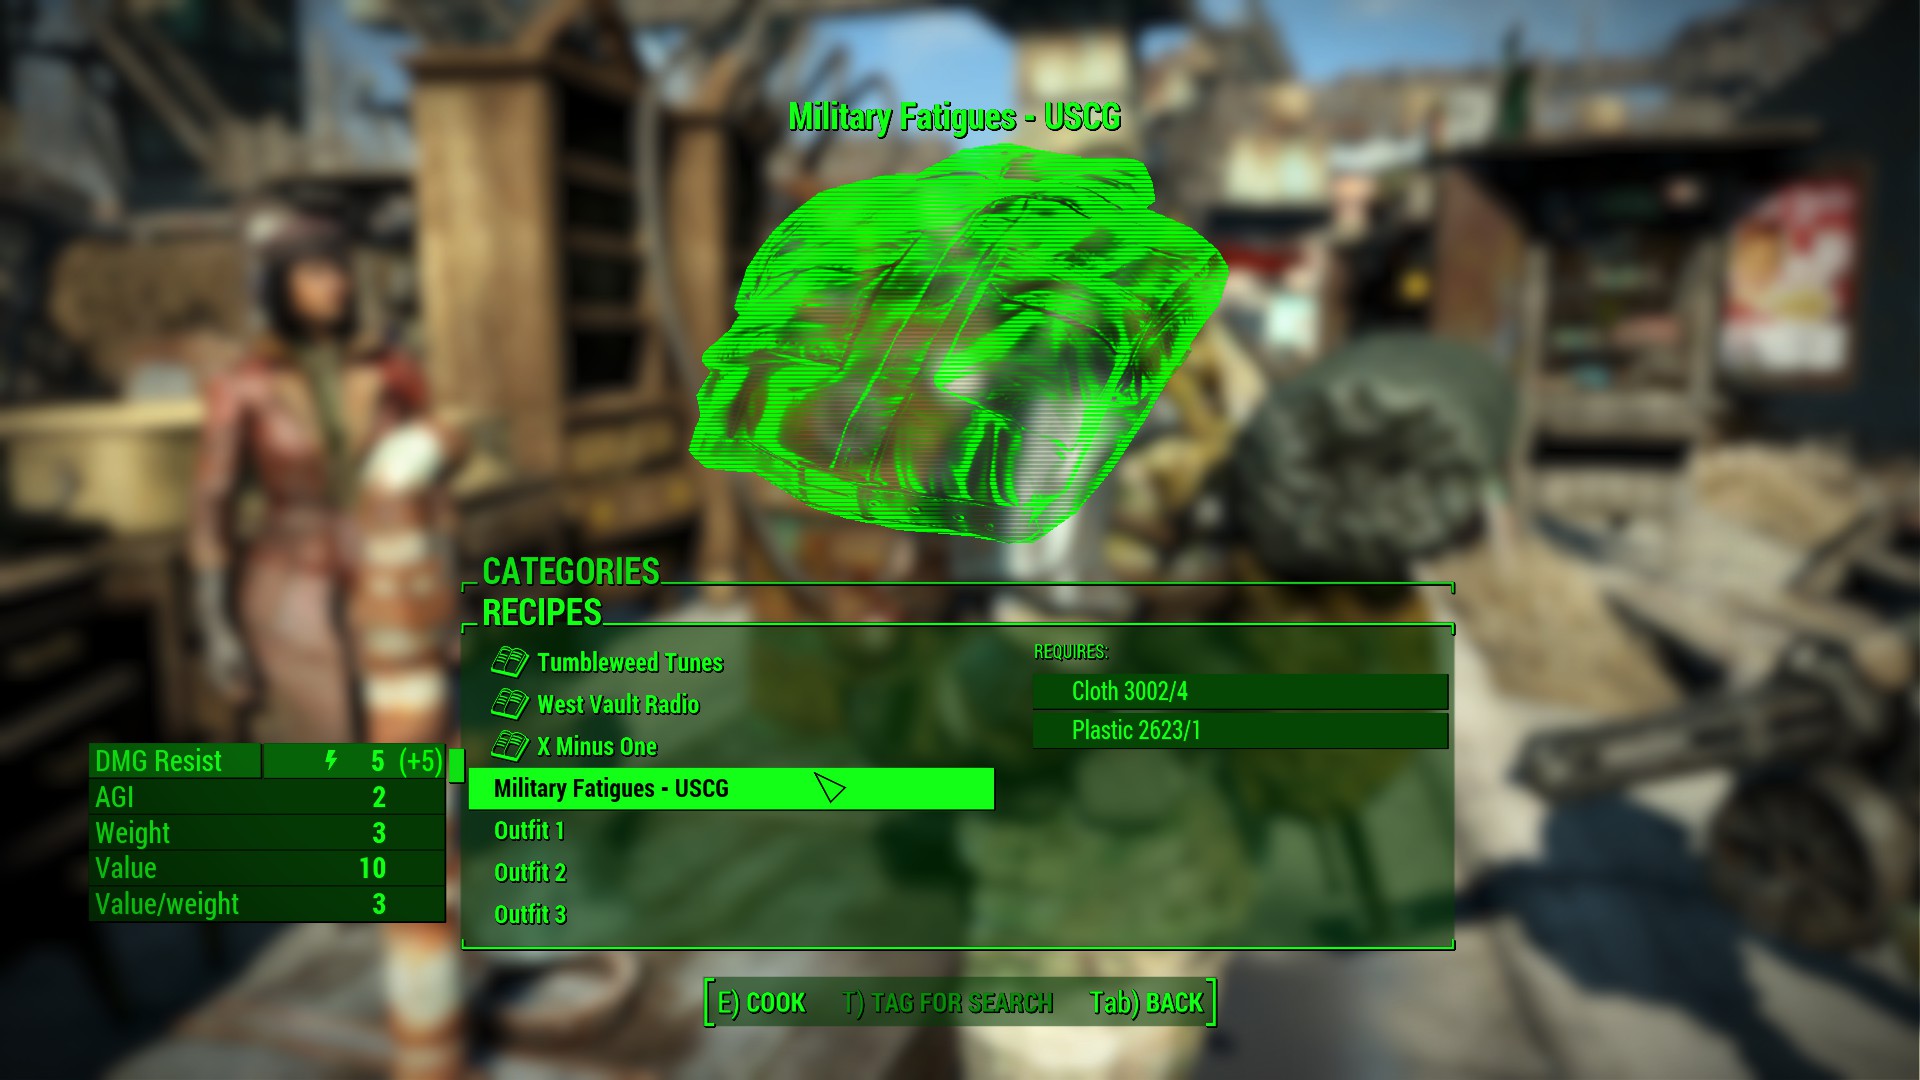 Military Fatigues - USCG
CATEGORIES
RECIPES
Tumbleweed Tunes
West Vault Radio
X Minus One
Military Fatigues - USCG
Outfit 1
Outfit 2
Outfit 3
REQUIRES:
Cloth 3002/4
Plastic 2623/1
DMG Resist 5 (+5)
AGI 2
Weight 3
Value 10
Value/weight 3
E) COOK T) TAG FOR SEARCH Tab) BACK